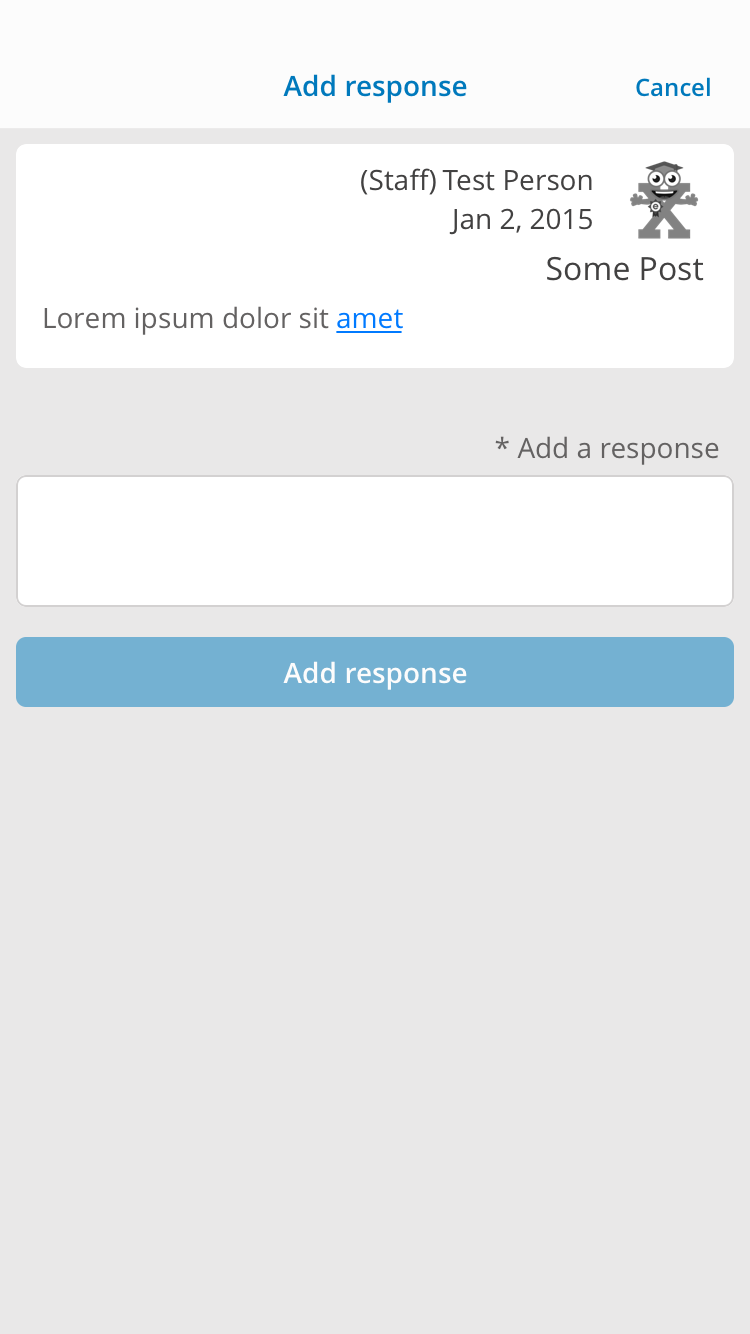 Add response
Cancel
(Staff) Test Person
Jan 2, 2015
Some Post
Lorem ipsum dolor sit amet
* Add a response
Add response